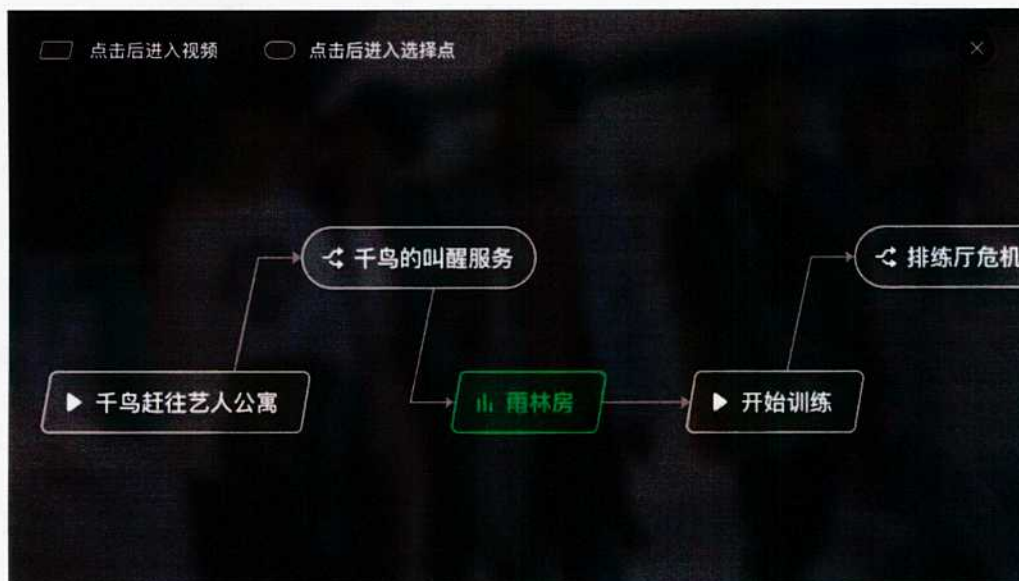 点击后进入视频 点击后进入选择点
千鸟的叫醒服务 排练厅危机
千鸟赶往艺人公寓 雨林房 开始训练